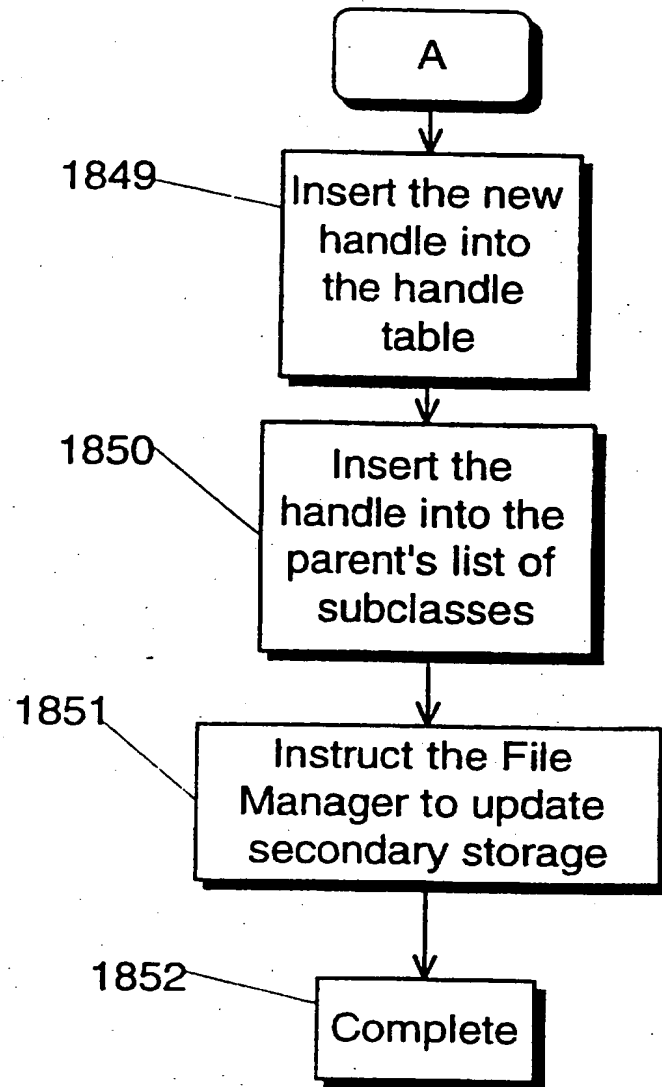 A
1849
Insert the new
handle into
the handle
table
1850
Insert the
handle into the
parent's list of
subclasses
1851
Instruct the File
Manager to update
secondary storage
1852
Complete